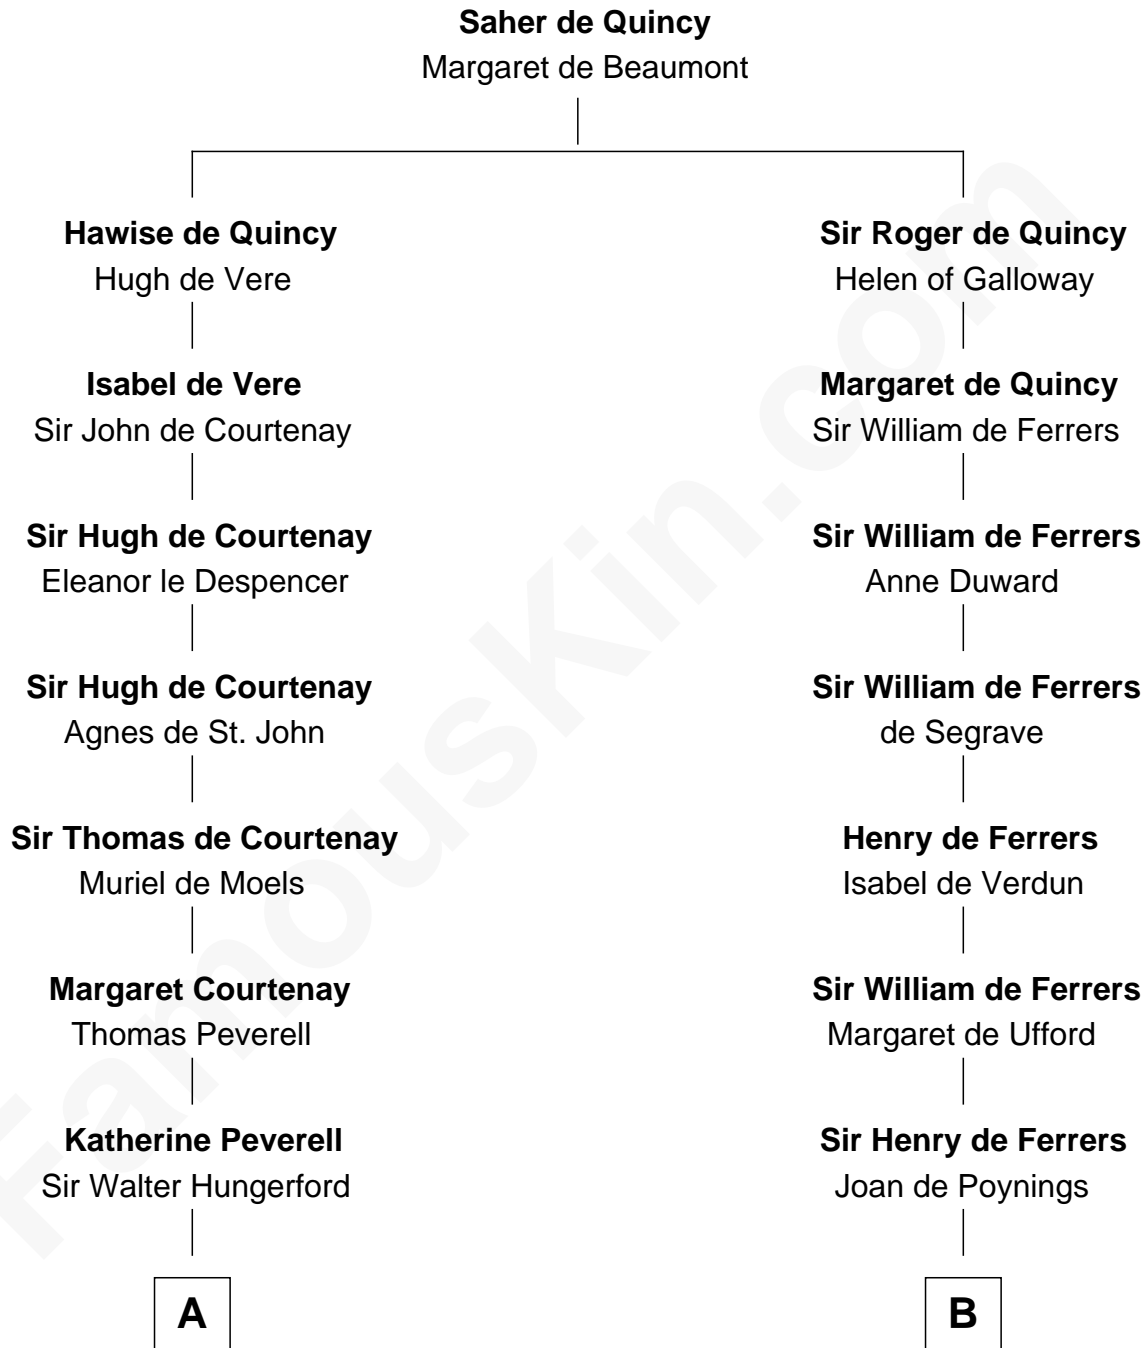 Saher de Quincy
Margaret de Beaumont
Hawise de Quincy
Hugh de Vere
Isabel de Vere
Sir John de Courtenay
Sir Hugh de Courtenay
Eleanor le Despencer
Sir Hugh de Courtenay
Agnes de St. John
Sir Thomas de Courtenay
Muriel de Moels
Margaret Courtenay
Thomas Peverell
Katherine Peverell
Sir Walter Hungerford
A
Sir Roger de Quincy
Helen of Galloway
Margaret de Quincy
Sir William de Ferrers
Sir William de Ferrers
Anne Duward
Sir William de Ferrers
de Segrave
Henry de Ferrers
Isabel de Verdun
Sir William de Ferrers
Margaret de Ufford
Sir Henry de Ferrers
Joan de Poynings
B
FamousKin.com